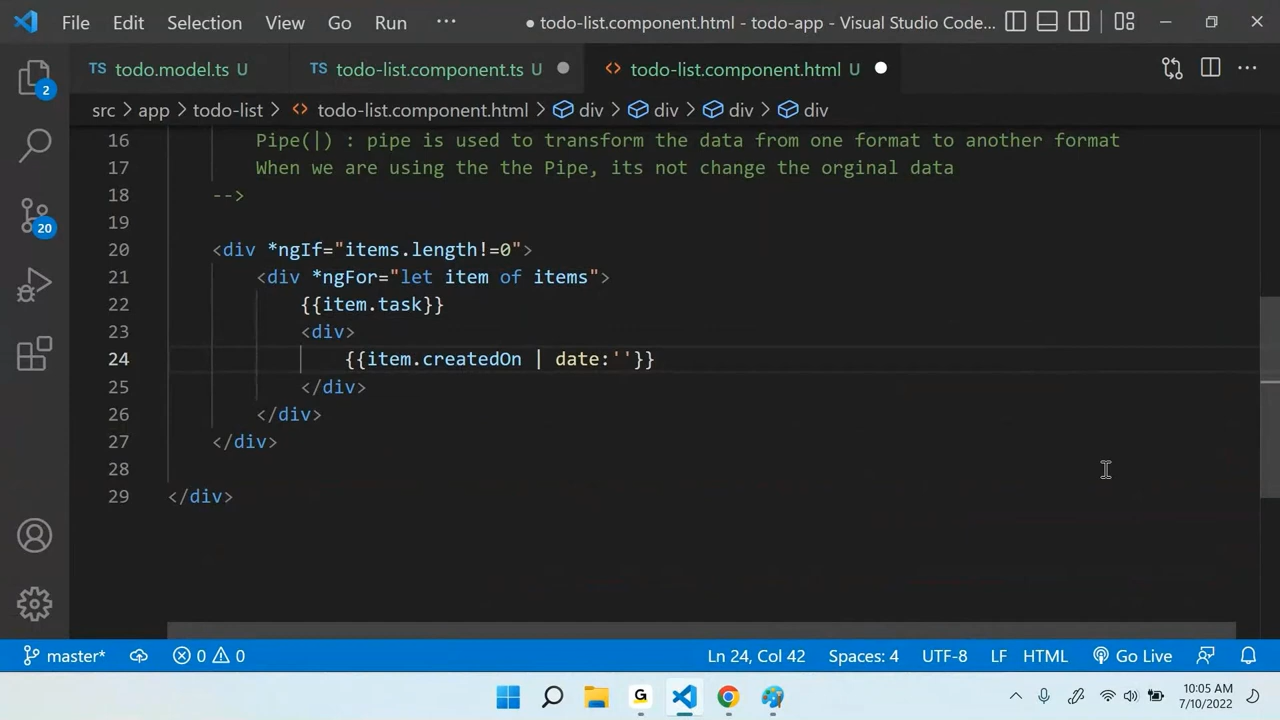 File Edit Selection View Go Run ··· ● todo-list.component.html - todo-app - Visual Studio Code...
TS todo.model.ts U TS todo-list.component.ts U ● <> todo-list.component.html U ●
src > app > todo-list > <> todo-list.component.html > div > div > div > div
16 Pipe(|) : pipe is used to transform the data from one format to another format
17 When we are using the the Pipe, its not change the orginal data
18 -->
19
20 <div *ngIf="items.length!=0">
21 <div *ngFor="let item of items">
22 {{item.task}}
23 <div>
24 {{item.createdOn | date:''}}
25 </div>
26 </div>
27 </div>
28
29 </div>
2
20
master* 0 0 Ln 24, Col 42 Spaces: 4 UTF-8 LF HTML Go Live
G
10:05 AM
7/10/2022